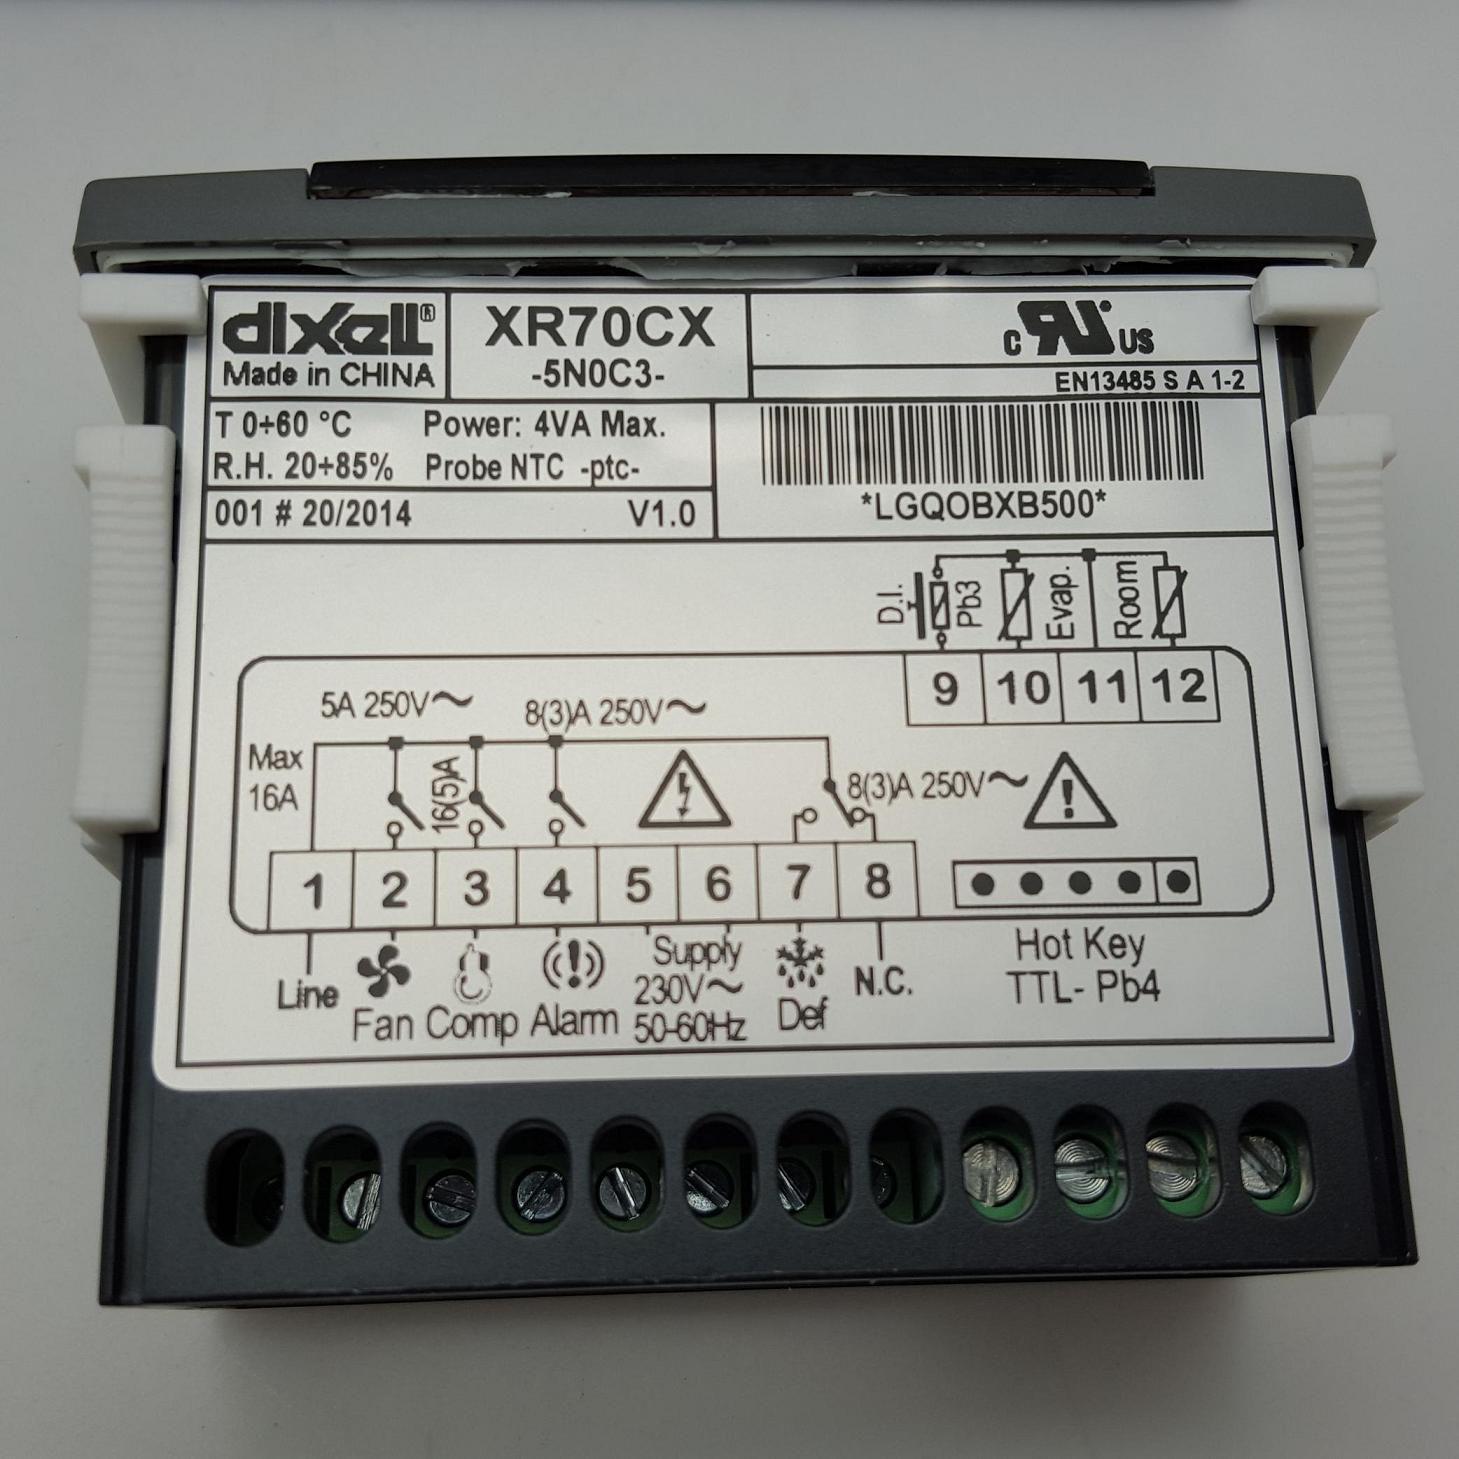 dixell®
Made in CHINA
XR70CX
-5N0C3-
c RU US
EN13485 S A 1-2
T 0÷60 °C Power: 4VA Max.
R.H. 20÷85% Probe NTC -ptc-
001 # 20/2014 V1.0
*LGQOBXB500*
D.I. Pb3 Evap. Room
9 10 11 12
5A 250V~ 8(3)A 250V~
Max
16A
16(5)A
8(3)A 250V~
1 2 3 4 5 6 7 8
Line Fan Comp Alarm
Supply
230V~
50-60Hz
Def
N.C.
Hot Key
TTL- Pb4